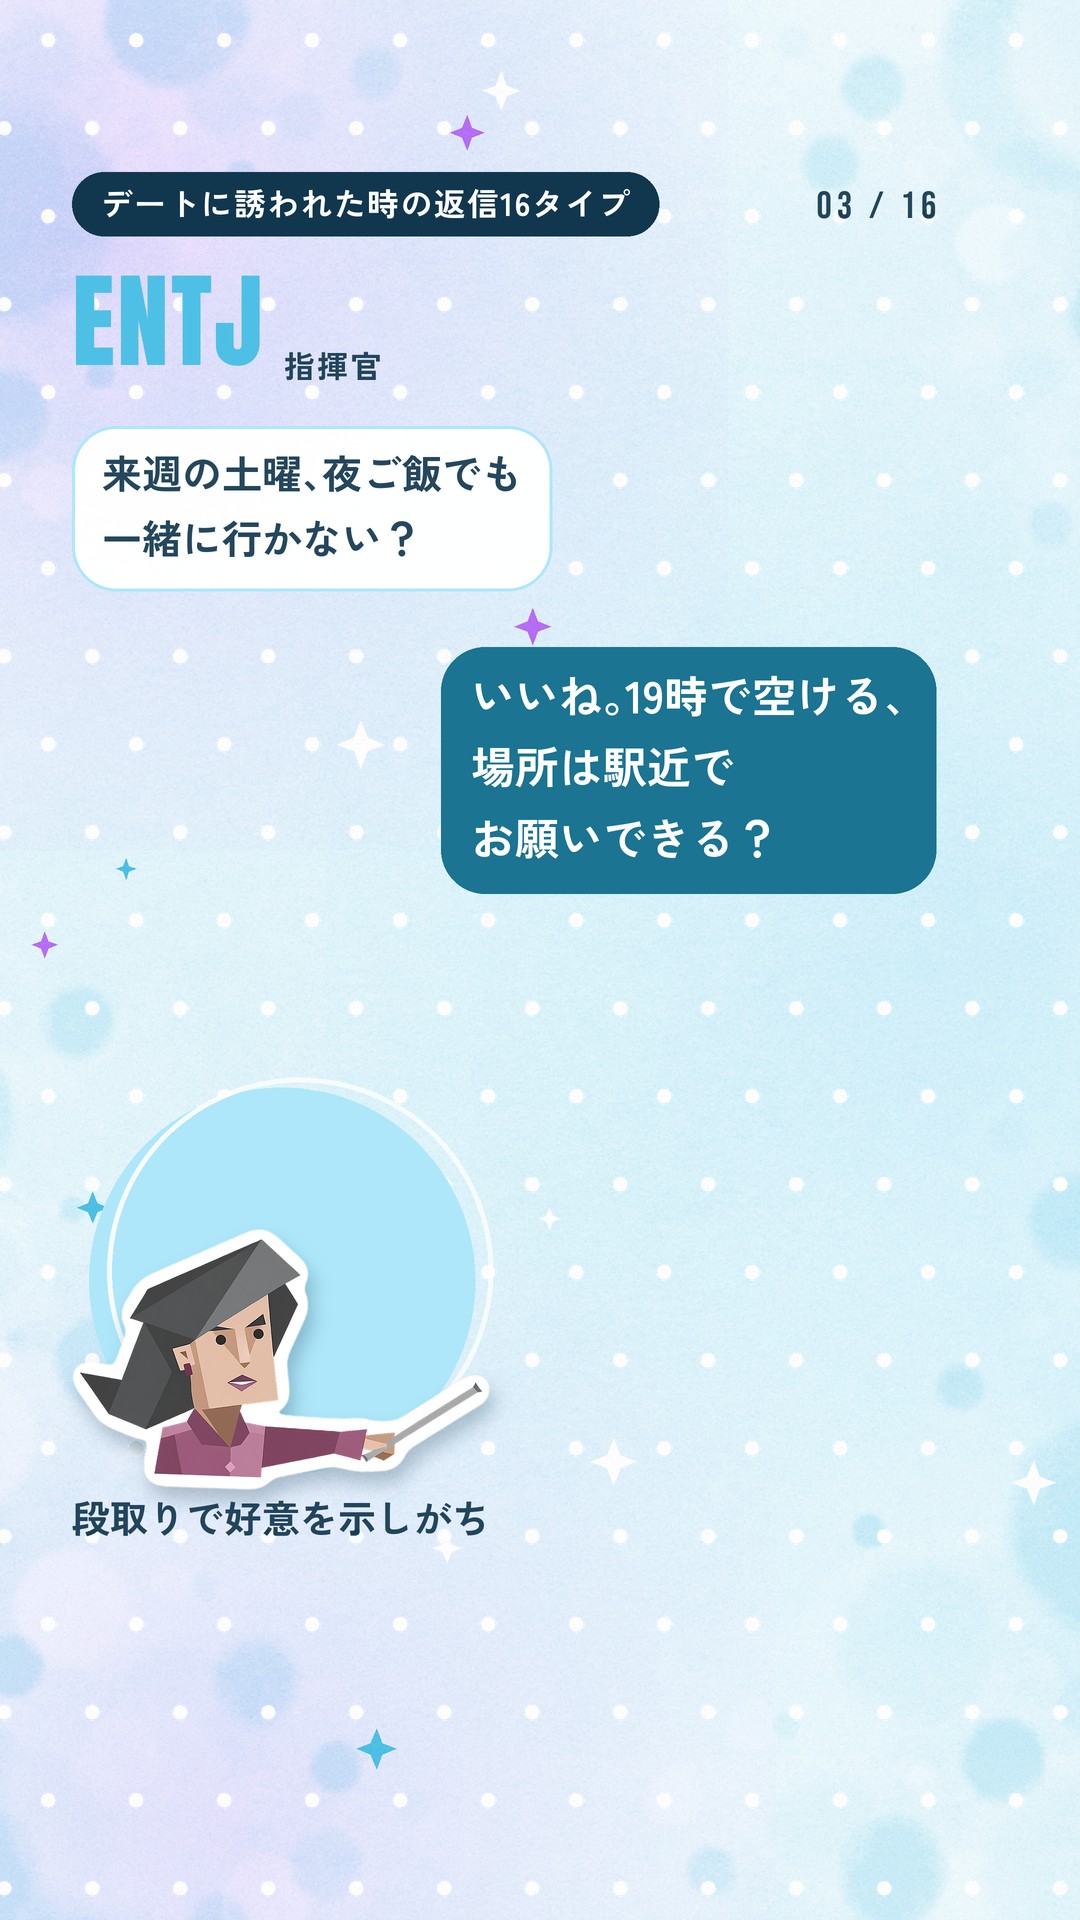 デートに誘われた時の返信16タイプ
03 / 16
ENTJ
指揮官
来週の土曜、夜ご飯でも
一緒に行かない？
いいね。19時で空ける、
場所は駅近で
お願いできる？
段取りで好意を示しがち